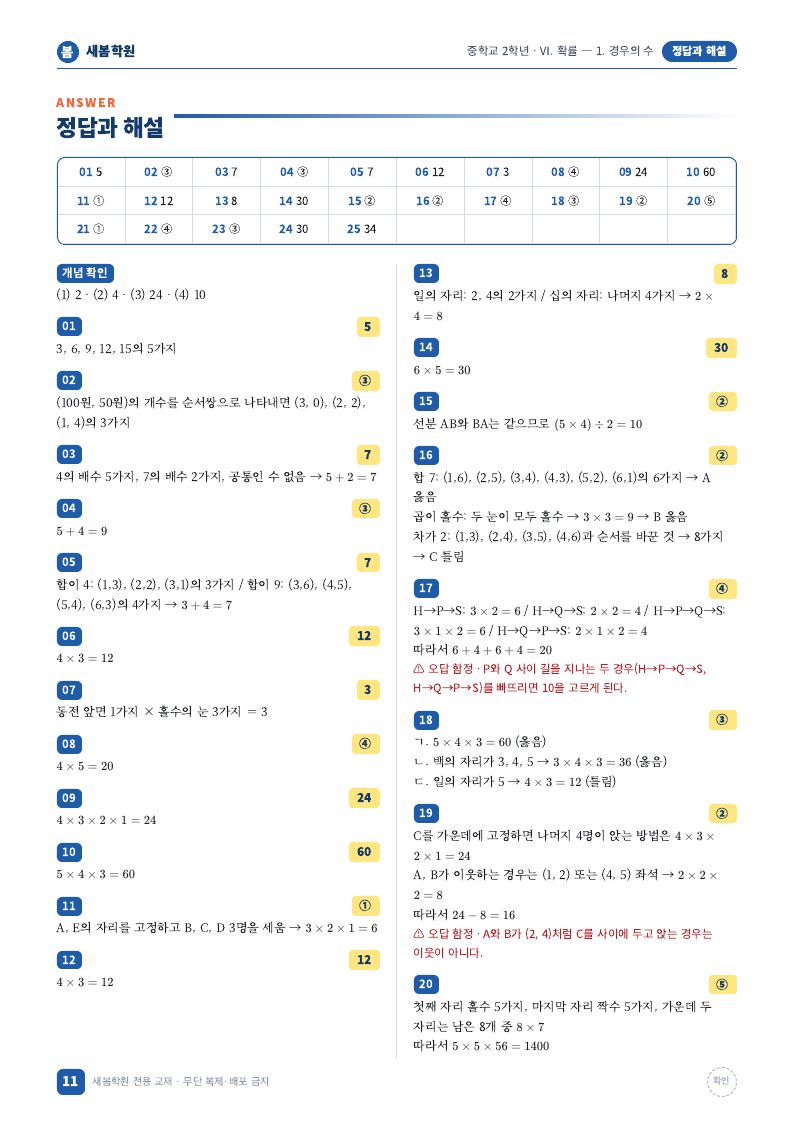 봄 새봄학원
중학교 2학년 · VI. 확률 — 1. 경우의 수 정답과 해설
ANSWER
정답과 해설
01 5 02 ③ 03 7 04 ③ 05 7 06 12 07 3 08 ④ 09 24 10 60
11 ① 12 12 13 8 14 30 15 ② 16 ② 17 ④ 18 ③ 19 ② 20 ⑤
21 ① 22 ④ 23 ③ 24 30 25 34
개념 확인
(1) 2 · (2) 4 · (3) 24 · (4) 10
01 5
3, 6, 9, 12, 15의 5가지
02 ③
(100원, 50원)의 개수를 순서쌍으로 나타내면 (3, 0), (2, 2),
(1, 4)의 3가지
03 7
4의 배수 5가지, 7의 배수 2가지, 공통인 수 없음 → 5 + 2 = 7
04 ③
5 + 4 = 9
05 7
합이 4: (1,3), (2,2), (3,1)의 3가지 / 합이 9: (3,6), (4,5),
(5,4), (6,3)의 4가지 → 3 + 4 = 7
06 12
4 × 3 = 12
07 3
동전 앞면 1가지 × 홀수의 눈 3가지 = 3
08 ④
4 × 5 = 20
09 24
4 × 3 × 2 × 1 = 24
10 60
5 × 4 × 3 = 60
11 ①
A, E의 자리를 고정하고 B, C, D 3명을 세움 → 3 × 2 × 1 = 6
12 12
4 × 3 = 12
13 8
일의 자리: 2, 4의 2가지 / 십의 자리: 나머지 4가지 → 2 ×
4 = 8
14 30
6 × 5 = 30
15 ②
선분 AB와 BA는 같으므로 (5 × 4) ÷ 2 = 10
16 ②
합 7: (1,6), (2,5), (3,4), (4,3), (5,2), (6,1)의 6가지 → A
옳음
곱이 홀수: 두 눈이 모두 홀수 → 3 × 3 = 9 → B 옳음
차가 2: (1,3), (2,4), (3,5), (4,6)과 순서를 바꾼 것 → 8가지
→ C 틀림
17 ④
H→P→S: 3 × 2 = 6 / H→Q→S: 2 × 2 = 4 / H→P→Q→S:
3 × 1 × 2 = 6 / H→Q→P→S: 2 × 1 × 2 = 4
따라서 6 + 4 + 6 + 4 = 20
⚠ 오답 함정 · P와 Q 사이 길을 지나는 두 경우(H→P→Q→S,
H→Q→P→S)를 빠뜨리면 10을 고르게 된다.
18 ③
ㄱ. 5 × 4 × 3 = 60 (옳음)
ㄴ. 백의 자리가 3, 4, 5 → 3 × 4 × 3 = 36 (옳음)
ㄷ. 일의 자리가 5 → 4 × 3 = 12 (틀림)
19 ②
C를 가운데에 고정하면 나머지 4명이 앉는 방법은 4 × 3 ×
2 × 1 = 24
A, B가 이웃하는 경우는 (1, 2) 또는 (4, 5) 좌석 → 2 × 2 ×
2 = 8
따라서 24 − 8 = 16
⚠ 오답 함정 · A와 B가 (2, 4)처럼 C를 사이에 두고 앉는 경우는
이웃이 아니다.
20 ⑤
첫째 자리 홀수 5가지, 마지막 자리 짝수 5가지, 가운데 두
자리는 남은 8개 중 8 × 7
따라서 5 × 5 × 56 = 1400
11 새봄학원 전용 교재 · 무단 복제·배포 금지
확인